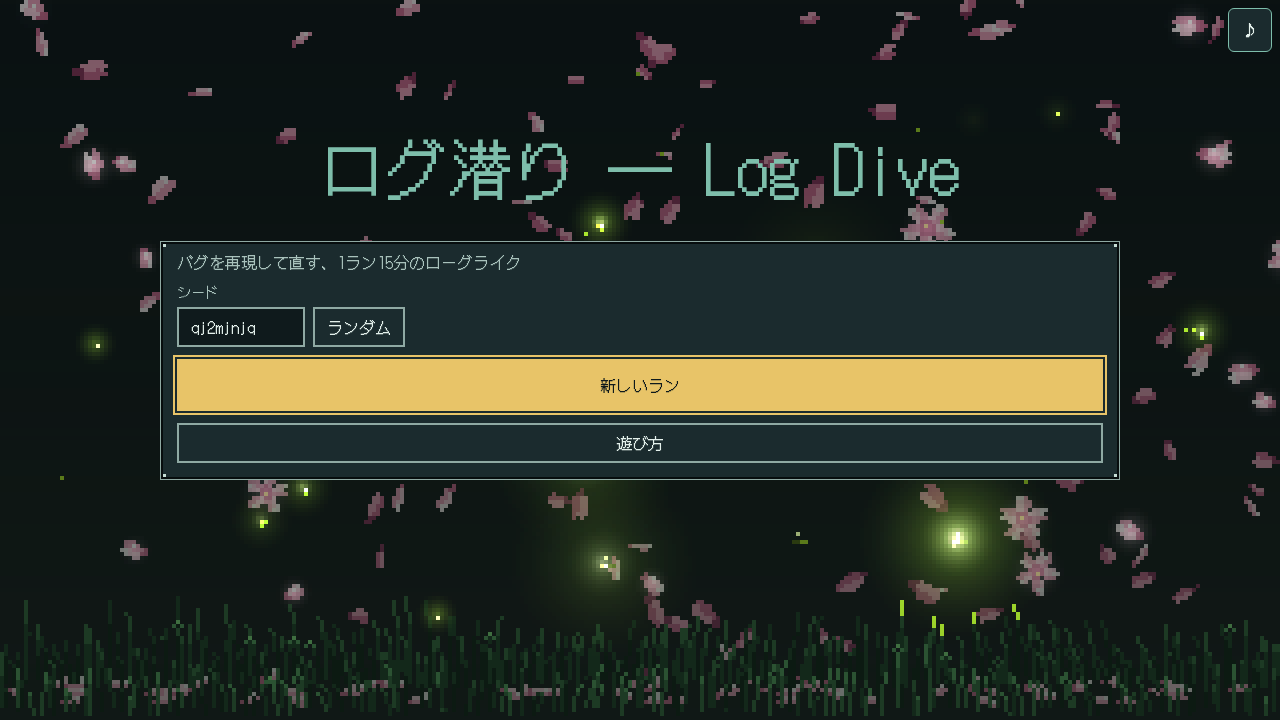 ♪
ログ潜り — Log Dive
バグを再現して直す、1ラン15分のローグライク
シード
qj2mjnjq
ランダム
新しいラン
遊び方